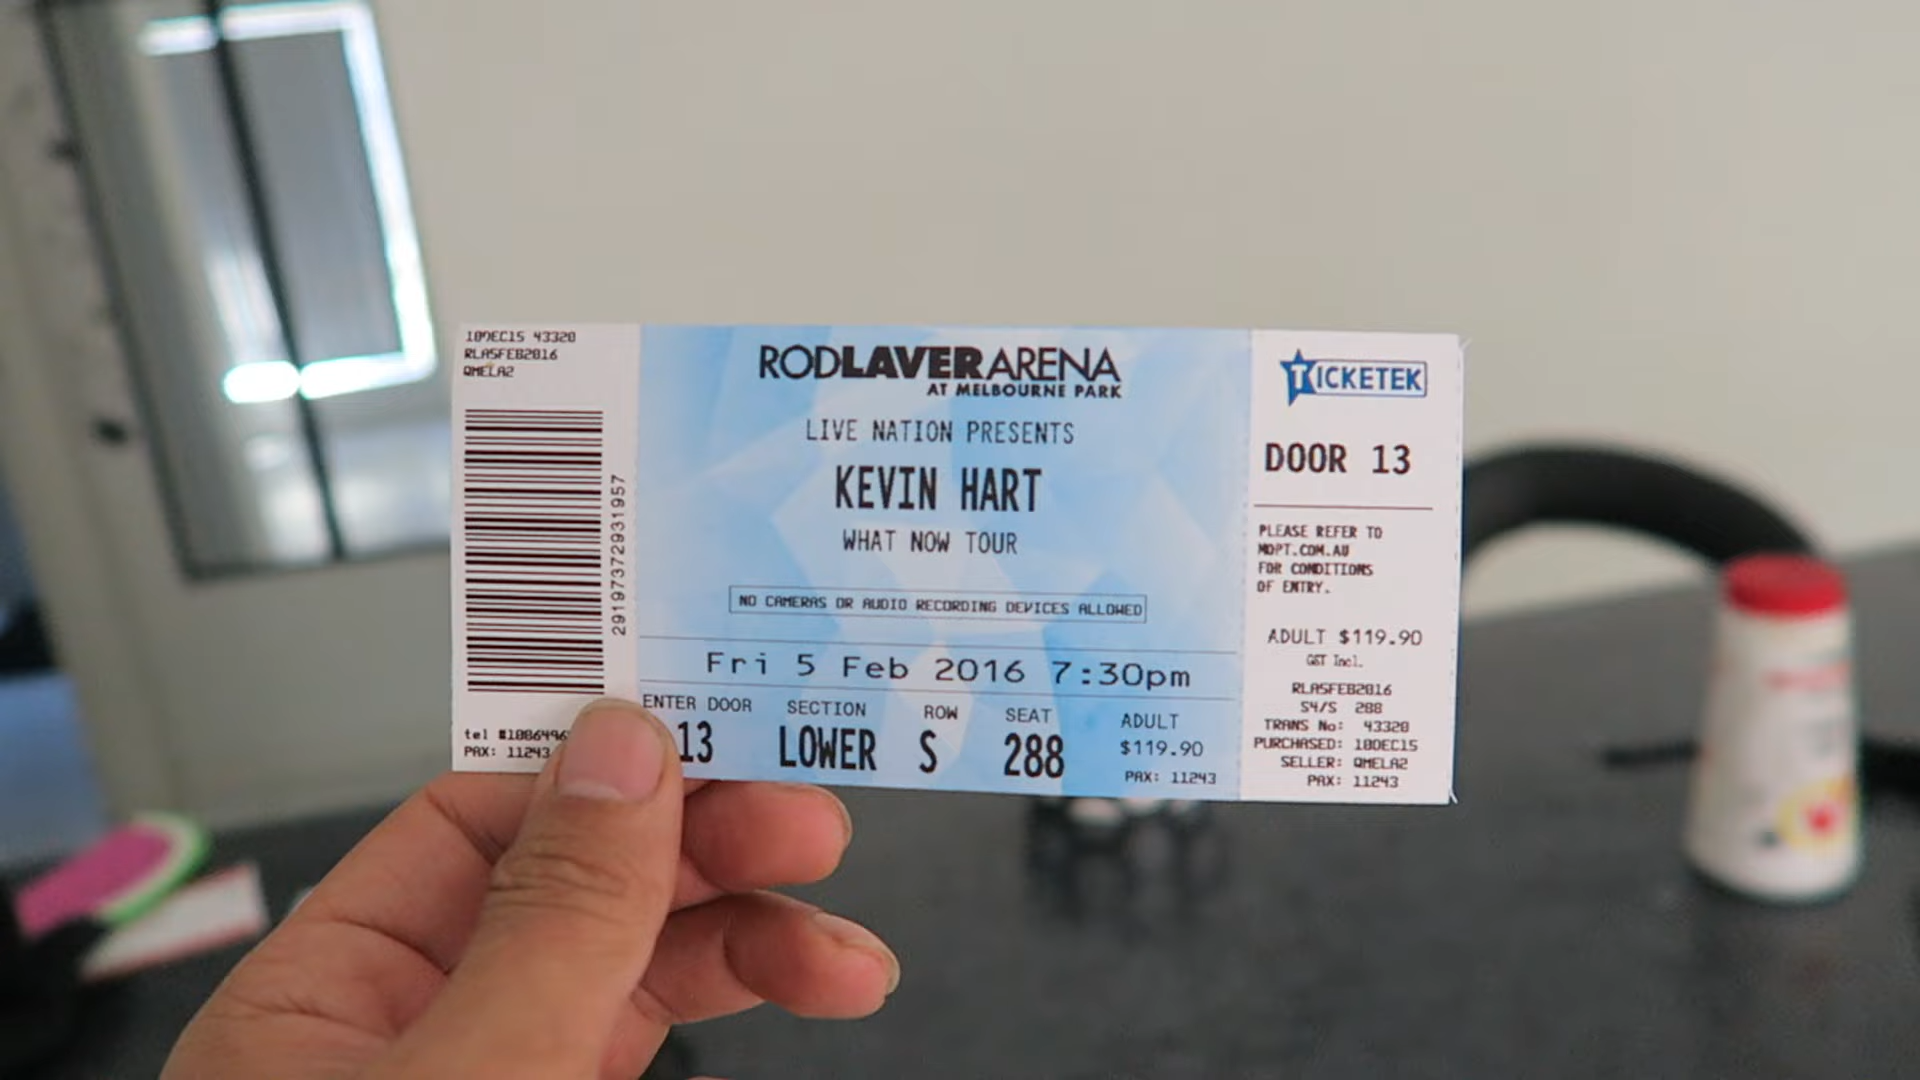 10DEC15 43320
RLASFEB2016
QMELA2
29197372931957
PAX: 11243
RODLAVERARENA
AT MELBOURNE PARK
LIVE NATION PRESENTS
KEVIN HART
WHAT NOW TOUR
NO CAMERAS OR AUDIO RECORDING DEVICES ALLOWED
Fri 5 Feb 2016 7:30pm
ENTER DOOR SECTION ROW SEAT ADULT
13 LOWER S 288 $119.90
PAX: 11243
TICKETEK
DOOR 13
PLEASE REFER TO
MOPT.COM.AU
FOR CONDITIONS
OF ENTRY.
ADULT $119.90
GST Incl.
RLASFEB2016
S4/S 288
TRANS No: 43320
PURCHASED: 10DEC15
SELLER: QMELA2
PAX: 11243